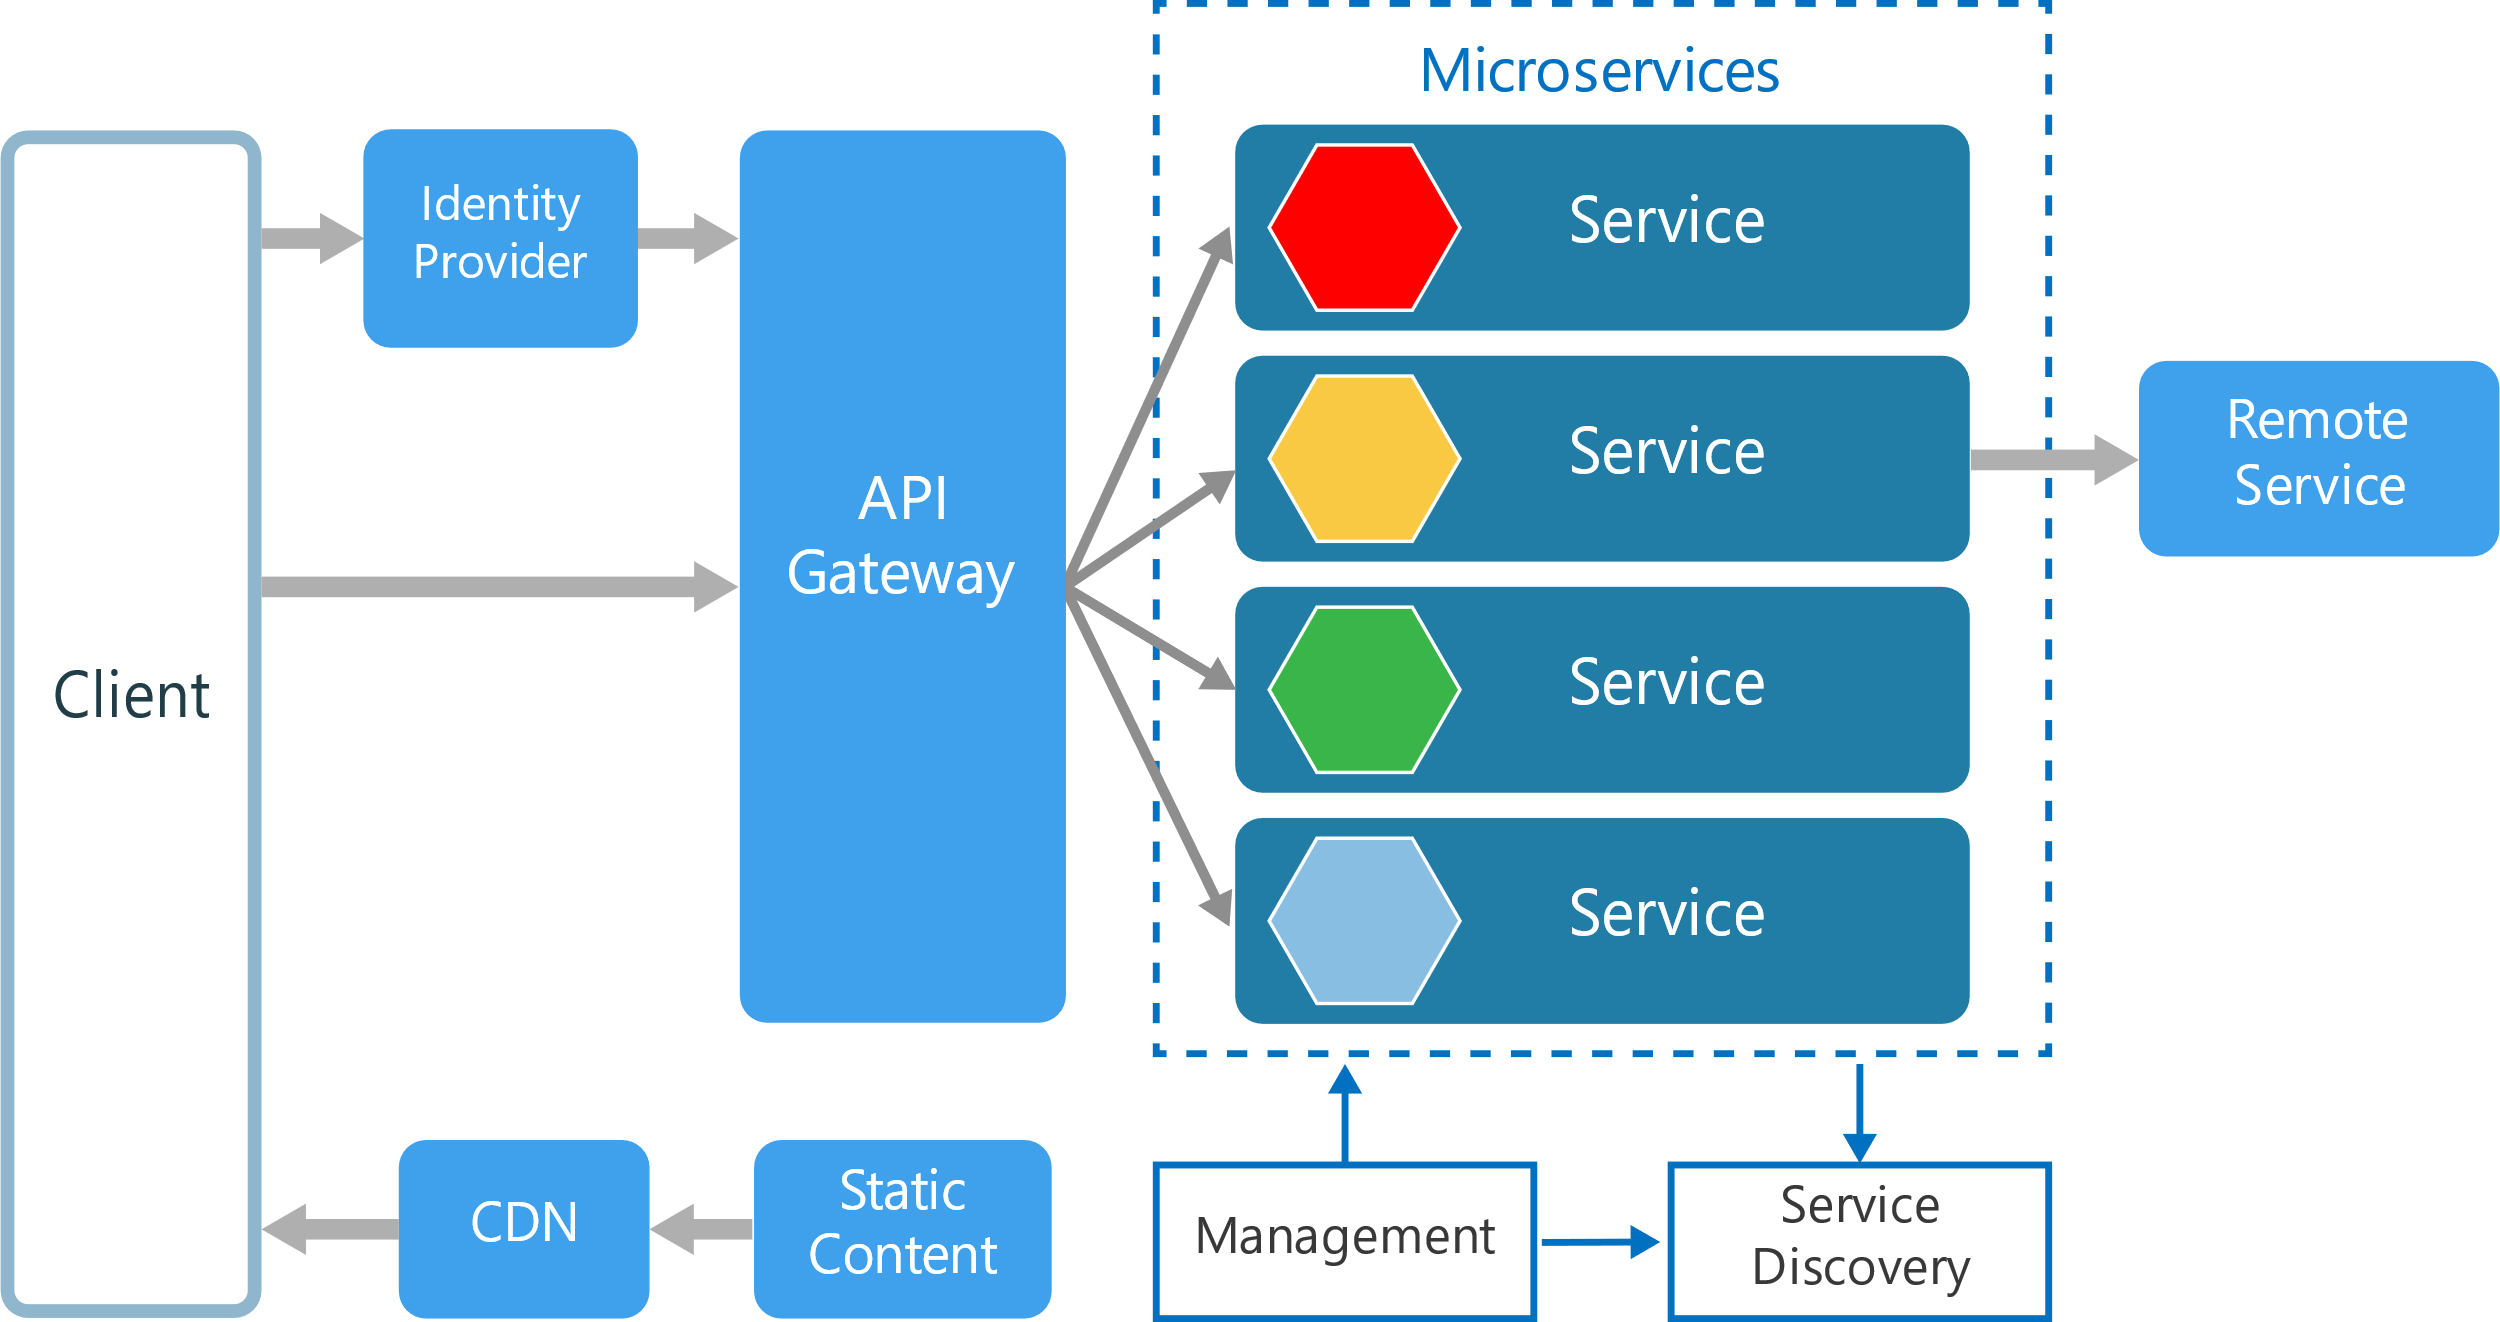 Microservices
Identity
Provider
Service
Service
Remote
Service
API
Gateway
Client
Service
Service
CDN
Static
Content
Management
Service
Discovery